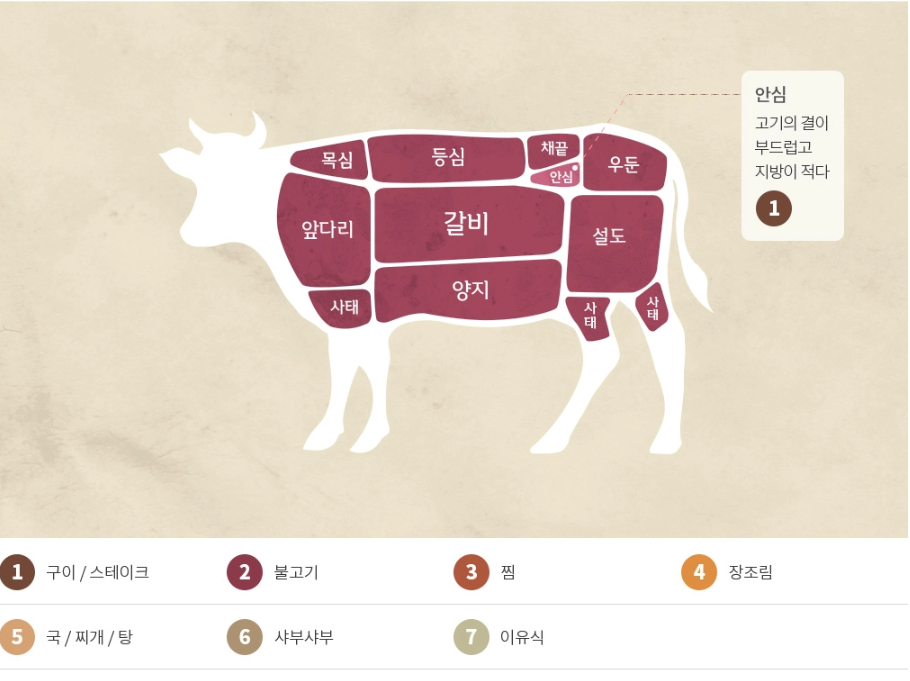 안심
고기의 결이
부드럽고
지방이 적다
1
목심
등심
채끝
안심
우둔
앞다리
갈비
설도
사태
양지
사
태
사
태
1 구이 / 스테이크
2 불고기
3 찜
4 장조림
5 국 / 찌개 / 탕
6 샤부샤부
7 이유식